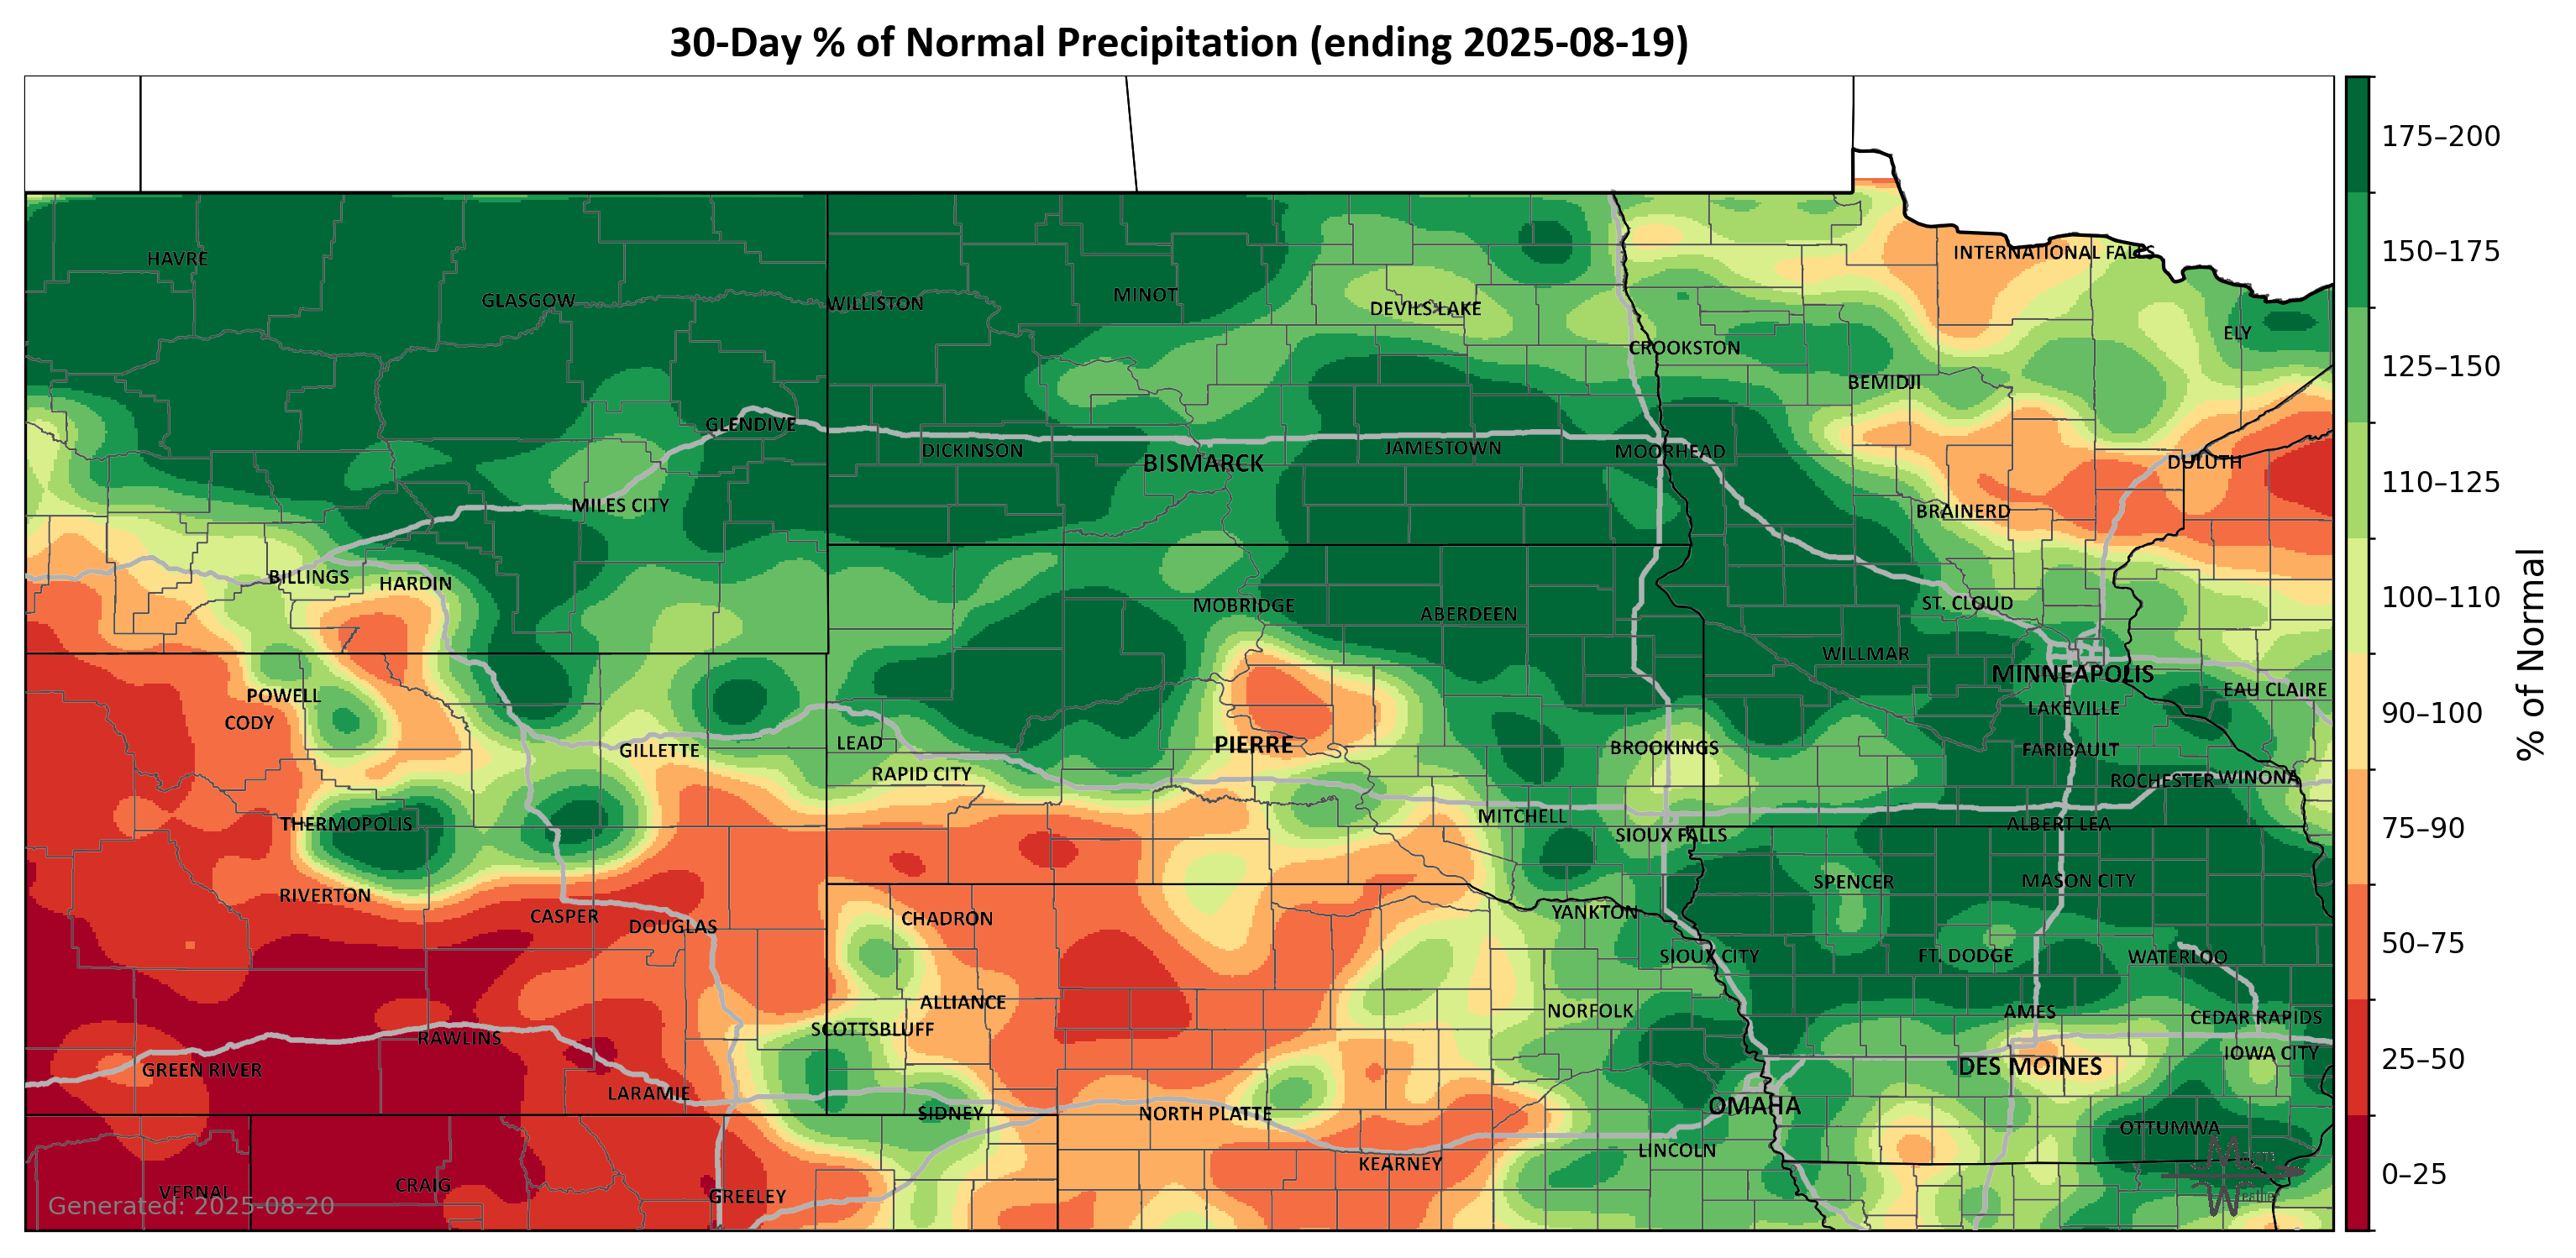 30-Day % of Normal Precipitation (ending 2025-08-19)
HAVRE
GLASGOW
WILLISTON
MINOT
DEVILS LAKE
INTERNATIONAL FALLS
ELY
CROOKSTON
BEMIDJI
GLENDIVE
DICKINSON
BISMARCK
JAMESTOWN
MOORHEAD
DULUTH
MILES CITY
BRAINERD
BILLINGS
HARDIN
MOBRIDGE
ABERDEEN
ST. CLOUD
WILLMAR
MINNEAPOLIS
EAU CLAIRE
POWELL
CODY
LAKEVILLE
GILLETTE
LEAD
PIERRE
BROOKINGS
FARIBAULT
RAPID CITY
ROCHESTER
WINONA
THERMOPOLIS
MITCHELL
SIOUX FALLS
ALBERT LEA
RIVERTON
SPENCER
MASON CITY
CASPER
DOUGLAS
CHADRON
YANKTON
SIOUX CITY
FT. DODGE
WATERLOO
ALLIANCE
SCOTTSBLUFF
NORFOLK
AMES
CEDAR RAPIDS
RAWLINS
IOWA CITY
GREEN RIVER
DES MOINES
LARAMIE
SIDNEY
NORTH PLATTE
OMAHA
OTTUMWA
LINCOLN
KEARNEY
VERNAL
CRAIG
GREELEY
Generated: 2025-08-20
175–200
150–175
125–150
110–125
100–110
90–100
75–90
50–75
25–50
0–25
% of Normal